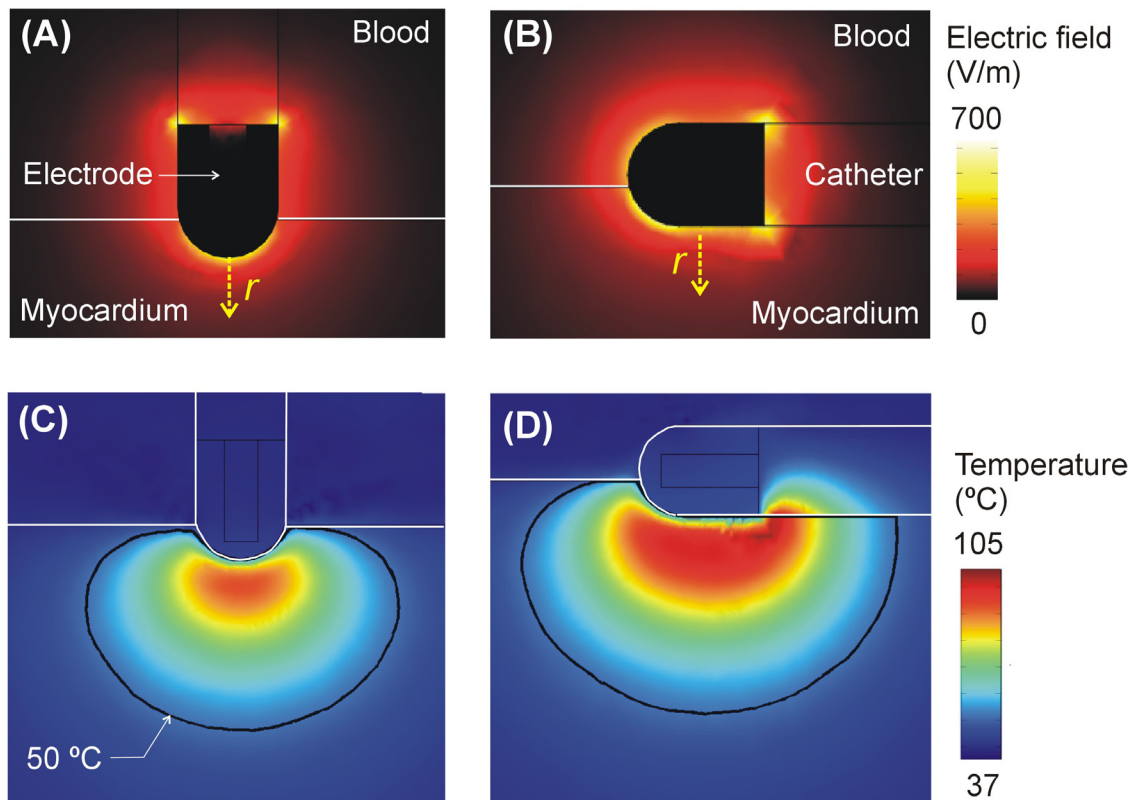 (A)
Blood
Electrode
r
Myocardium
(B)
Blood
Catheter
r
Myocardium
Electric field
(V/m)
700
0
(C)
50 ºC
(D)
Temperature
(ºC)
105
37